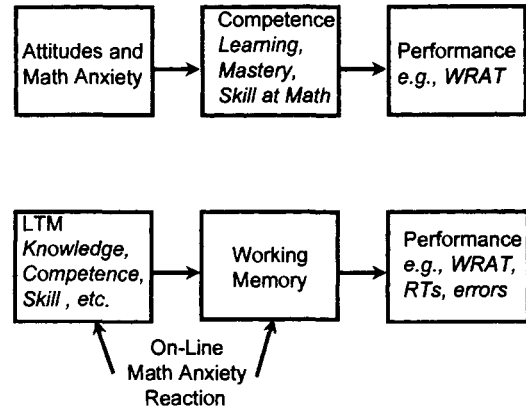 Attitudes and
Math Anxiety
Competence
Learning,
Mastery,
Skill at Math
Performance
e.g., WRAT
LTM
Knowledge,
Competence,
Skill , etc.
Working
Memory
Performance
e.g., WRAT,
RTs, errors
On-Line
Math Anxiety
Reaction